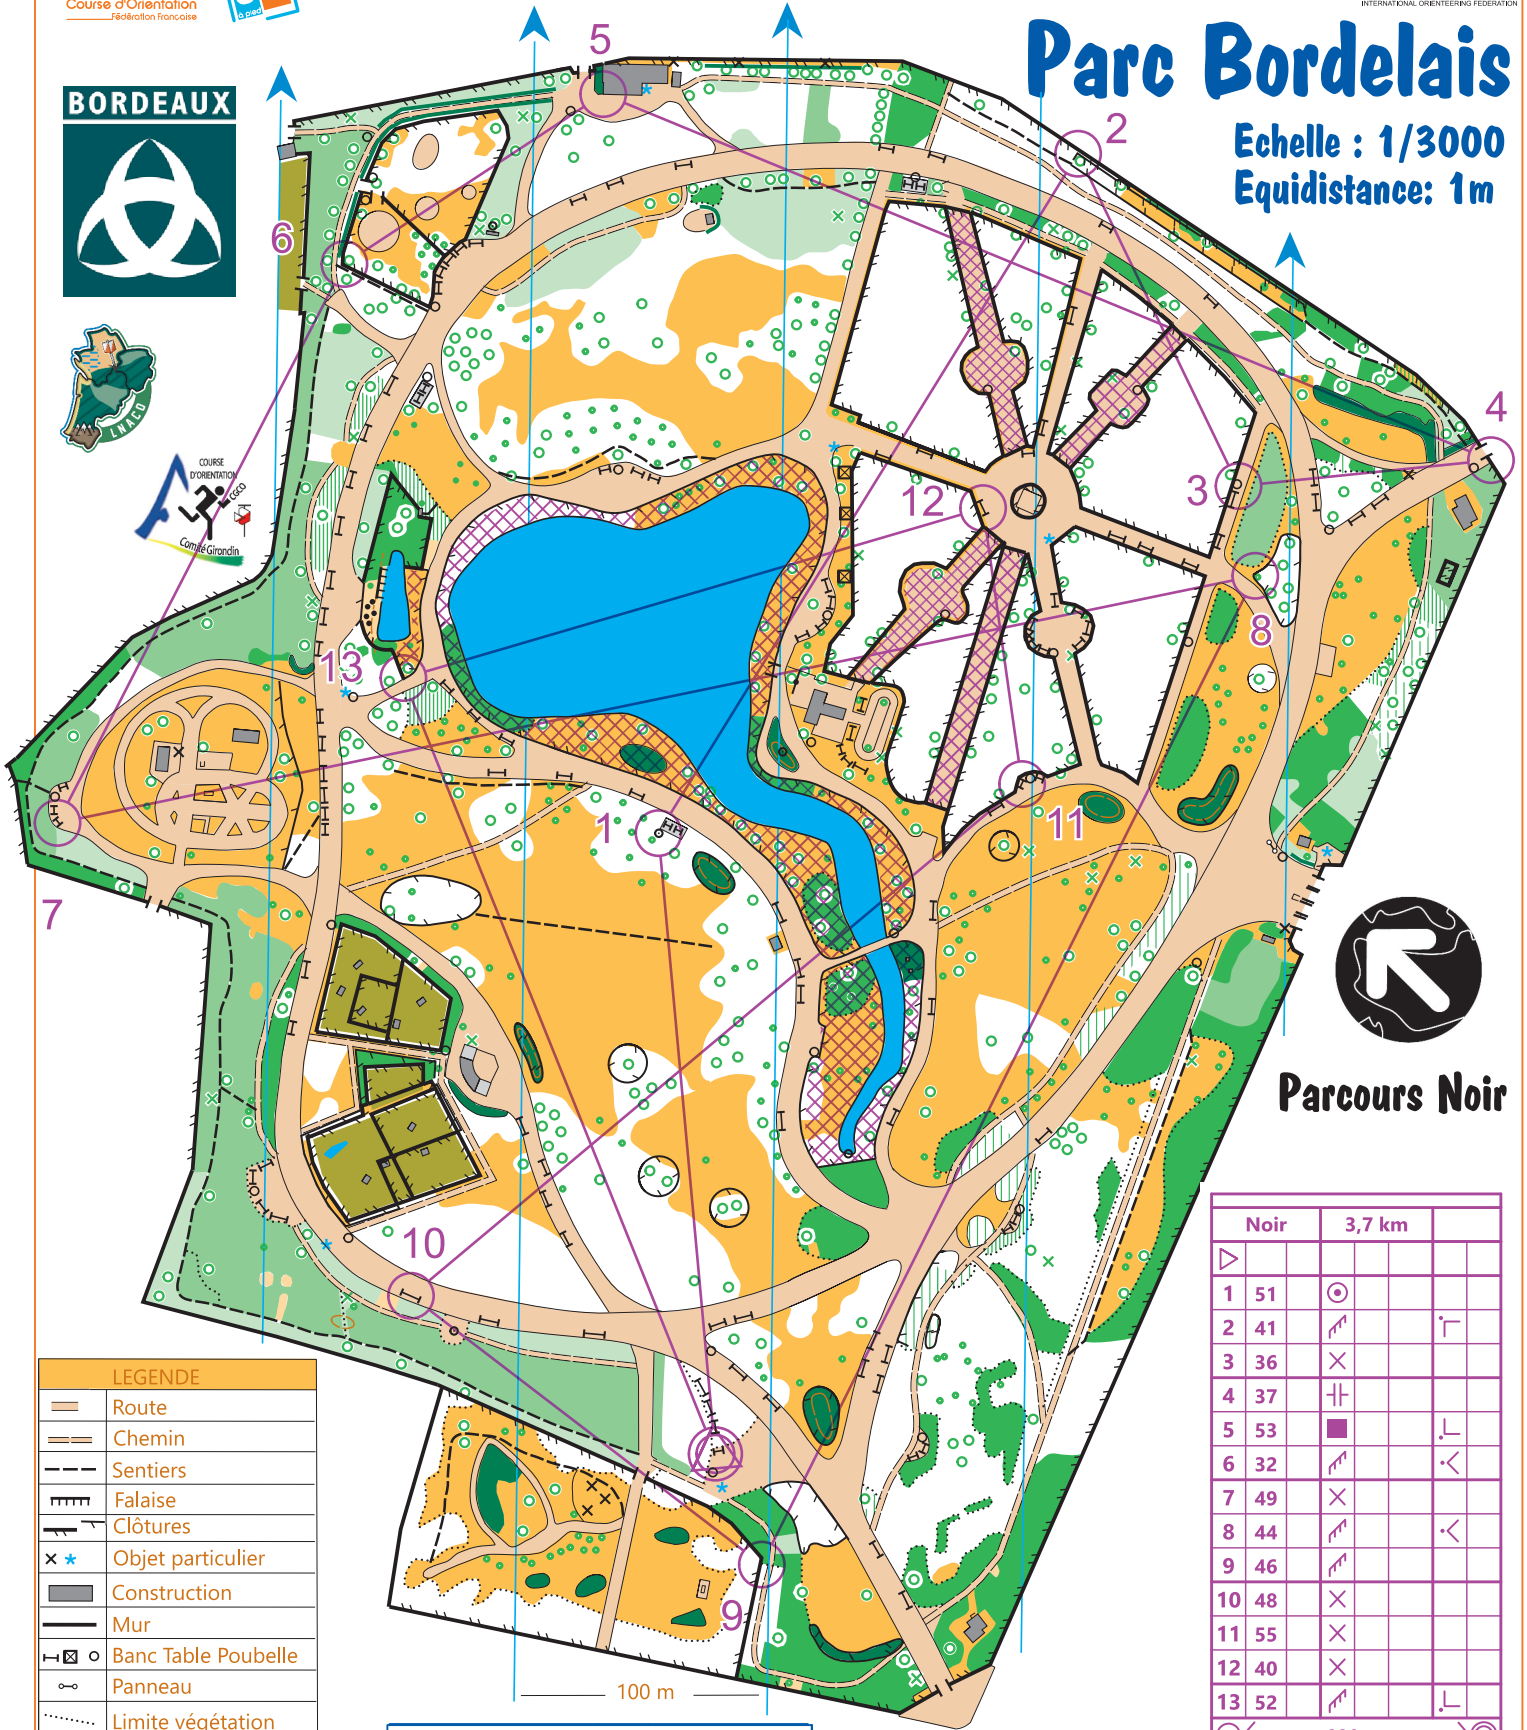 Course d'Orientation
Fédération Française
à pied
INTERNATIONAL ORIENTEERING FEDERATION
Parc Bordelais
Echelle : 1/3000
Equidistance: 1m
BORDEAUX
LNACO
COURSE
D'ORIENTATION
CGCO
Comité Girondin
5
2
6
4
3
12
8
13
1
11
7
10
9
Parcours Noir
100 m
LEGENDE
Route
Chemin
Sentiers
Falaise
Clôtures
Objet particulier
Construction
Mur
Banc Table Poubelle
Panneau
Limite végétation
Noir 3,7 km
1 51
2 41
3 36
4 37
5 53
6 32
7 49
8 44
9 46
10 48
11 55
12 40
13 52